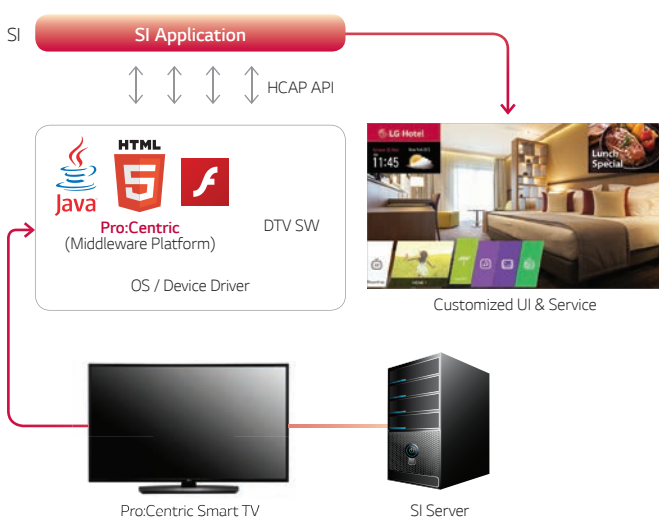 SI
SI Application
HCAP API
HTML
5
Java
Pro:Centric
(Middleware Platform)
DTV SW
OS / Device Driver
LG Hotel
11:45
Lunch
Special
Customized UI & Service
Pro:Centric Smart TV
SI Server